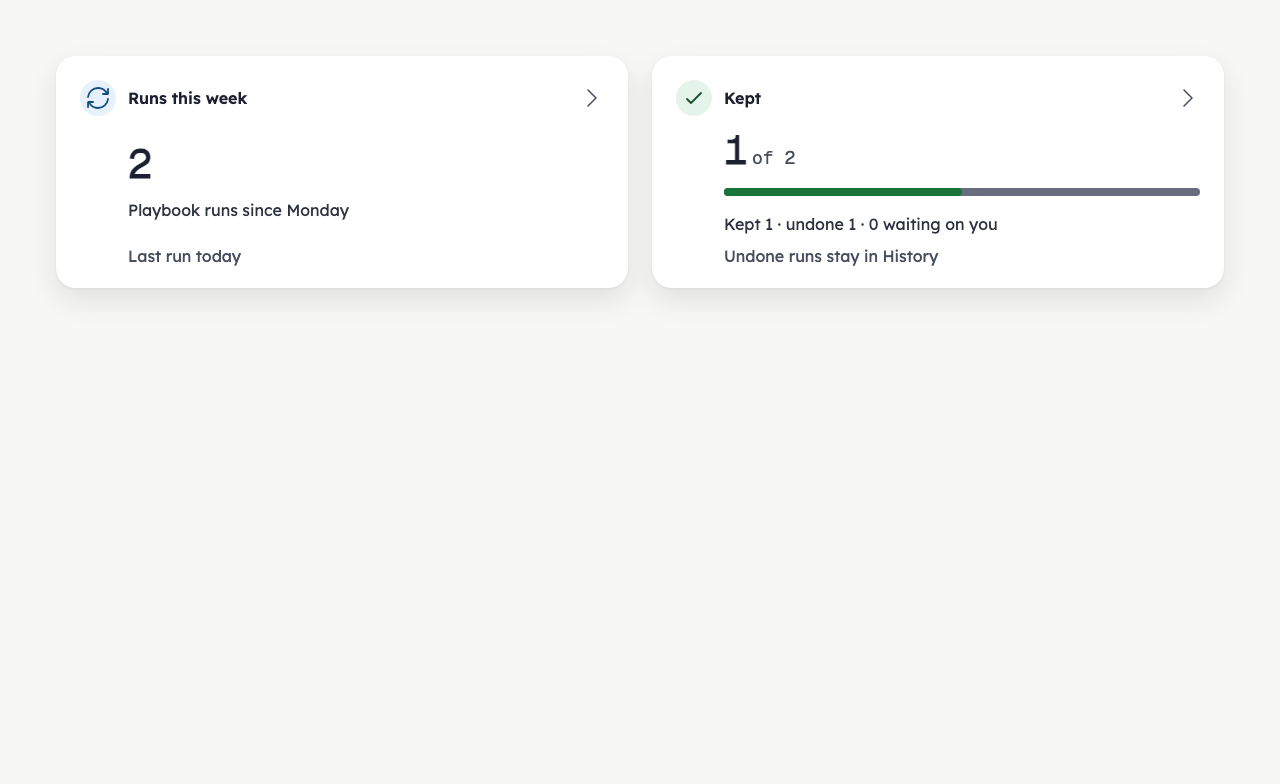 Runs this week
2
Playbook runs since Monday
Last run today
Kept
1 of 2
Kept 1 · undone 1 · 0 waiting on you
Undone runs stay in History